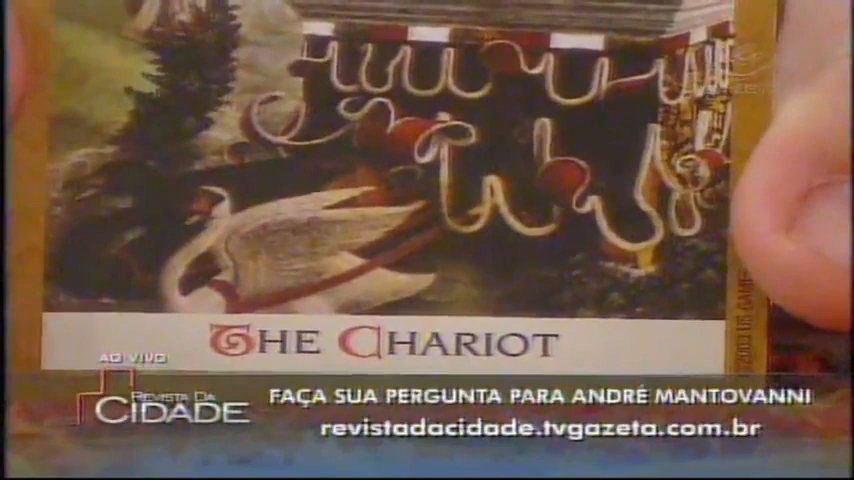 THE CHARIOT
AO VIVO
REVISTA DA
CIDADE
FAÇA SUA PERGUNTA PARA ANDRÉ MANTOVANNI
revistadacidade.tvgazeta.com.br